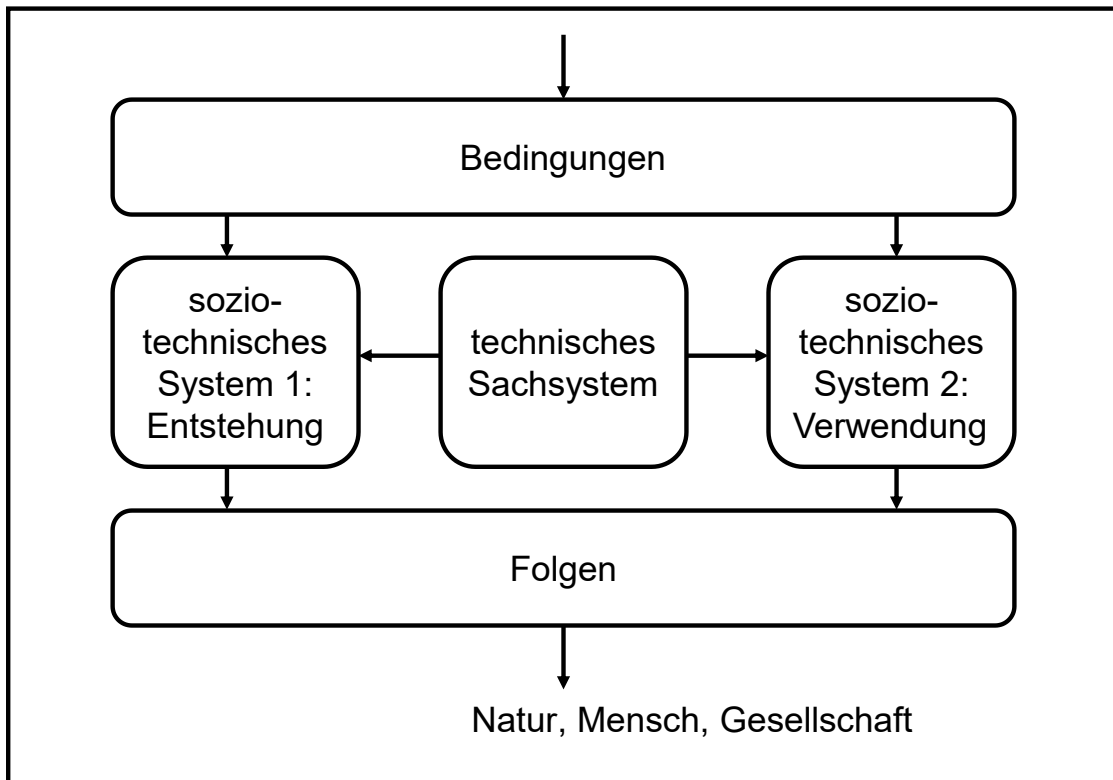 Bedingungen
sozio-
technisches
System 1:
Entstehung
technisches
Sachsystem
sozio-
technisches
System 2:
Verwendung
Folgen
Natur, Mensch, Gesellschaft